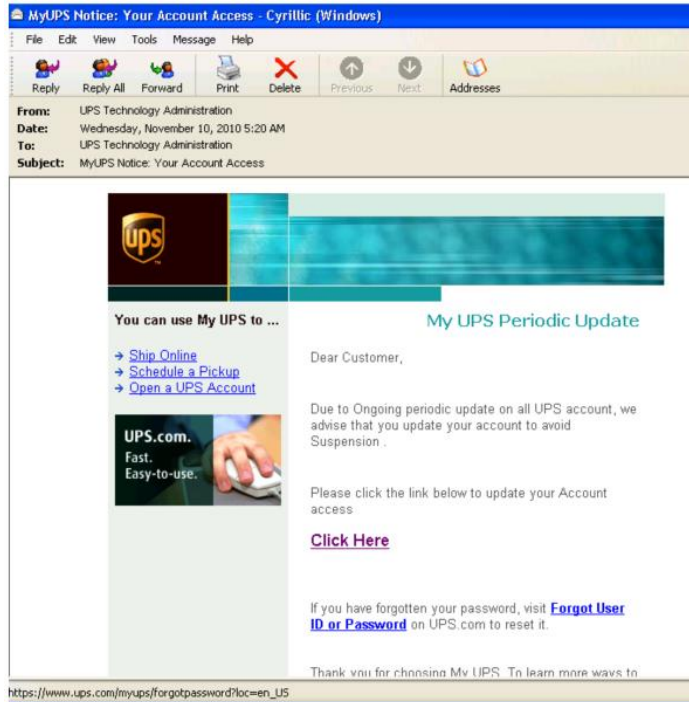 MyUPS Notice: Your Account Access - Cyrillic (Windows)
File Edit View Tools Message Help
Reply Reply All Forward Print Delete Previous Next Addresses
From: UPS Technology Administration
Date: Wednesday, November 10, 2010 5:20 AM
To: UPS Technology Administration
Subject: MyUPS Notice: Your Account Access
ups
You can use My UPS to ...
Ship Online
Schedule a Pickup
Open a UPS Account
UPS.com.
Fast.
Easy-to-use.
My UPS Periodic Update
Dear Customer,
Due to Ongoing periodic update on all UPS account, we
advise that you update your account to avoid
Suspension .
Please click the link below to update your Account
access
Click Here
If you have forgotten your password, visit Forgot User
ID or Password on UPS.com to reset it.
Thank you for choosing My UPS. To learn more ways to
https://www.ups.com/myups/forgotpassword?loc=en_US